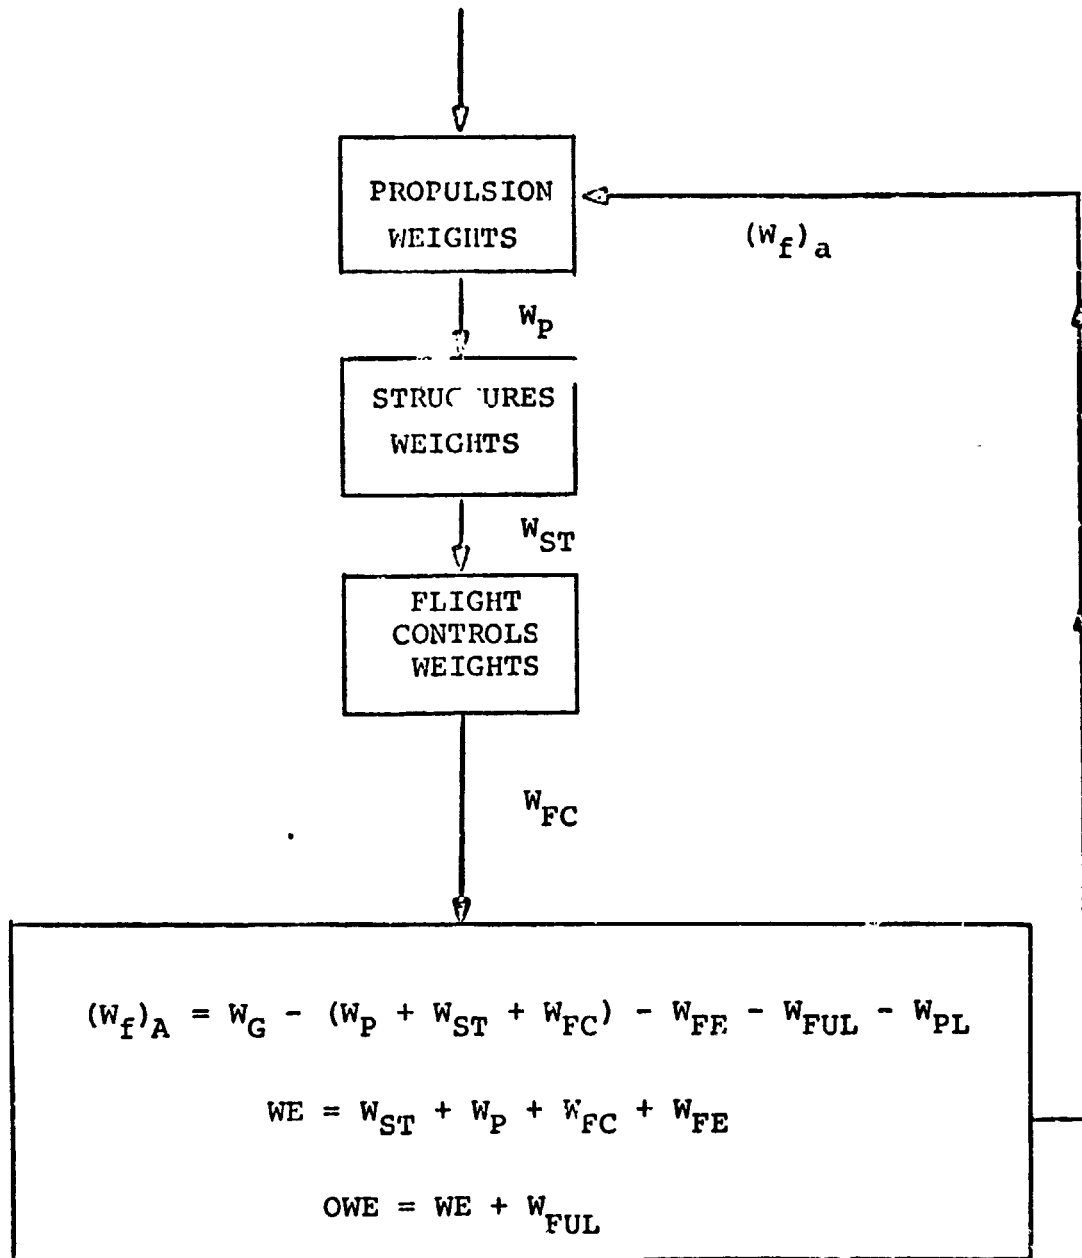 PROPULSION
WEIGHTS
(W_f)_a
W_P
STRUC URES
WEIGHTS
W_ST
FLIGHT
CONTROLS
WEIGHTS
W_FC
(W_f)_A = W_G - (W_P + W_ST + W_FC) - W_FE - W_FUL - W_PL
WE = W_ST + W_P + W_FC + W_FE
OWE = WE + W_FUL